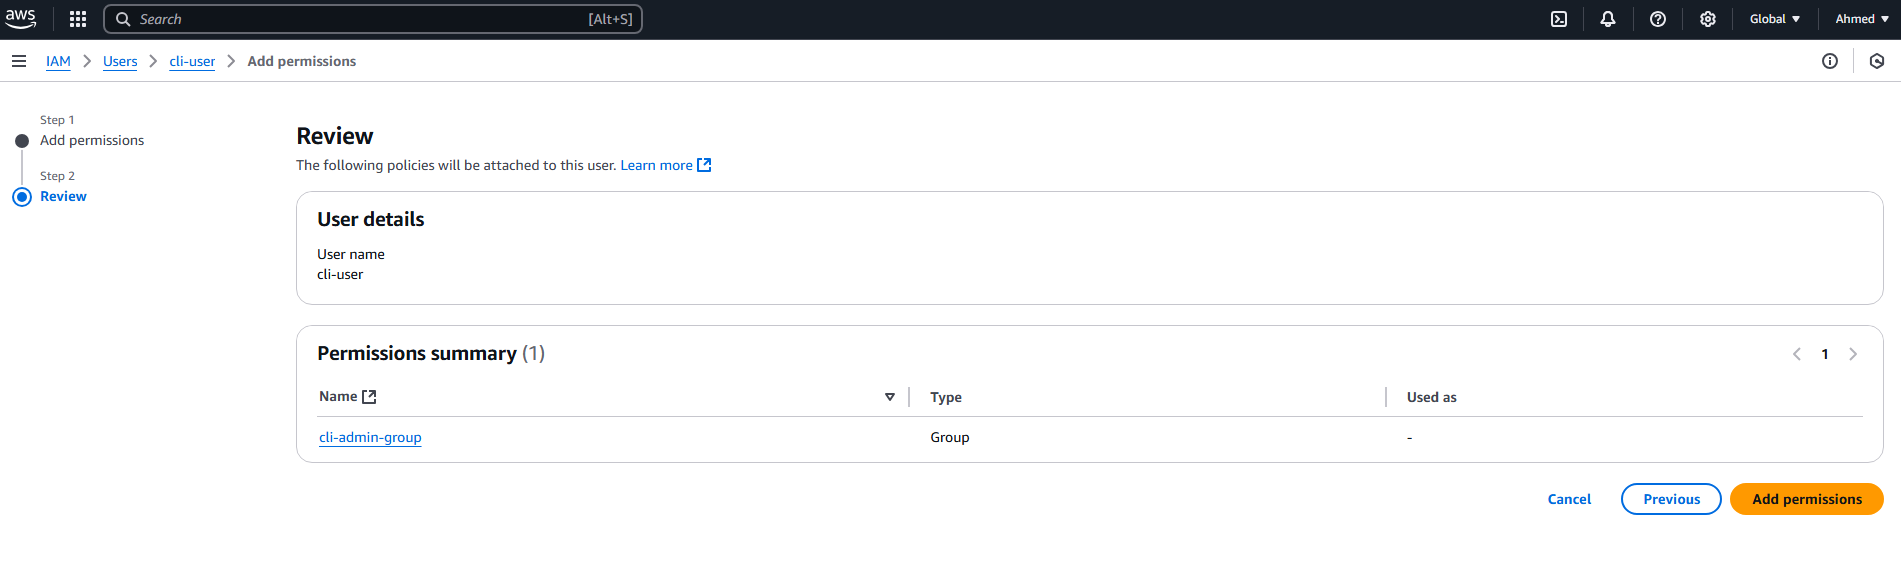 aws
Search [Alt+S]
Global Ahmed
IAM Users cli-user Add permissions
Step 1
Add permissions
Step 2
Review
Review
The following policies will be attached to this user. Learn more
User details
User name
cli-user
Permissions summary (1)
1
Name Type Used as
cli-admin-group Group -
Cancel Previous Add permissions